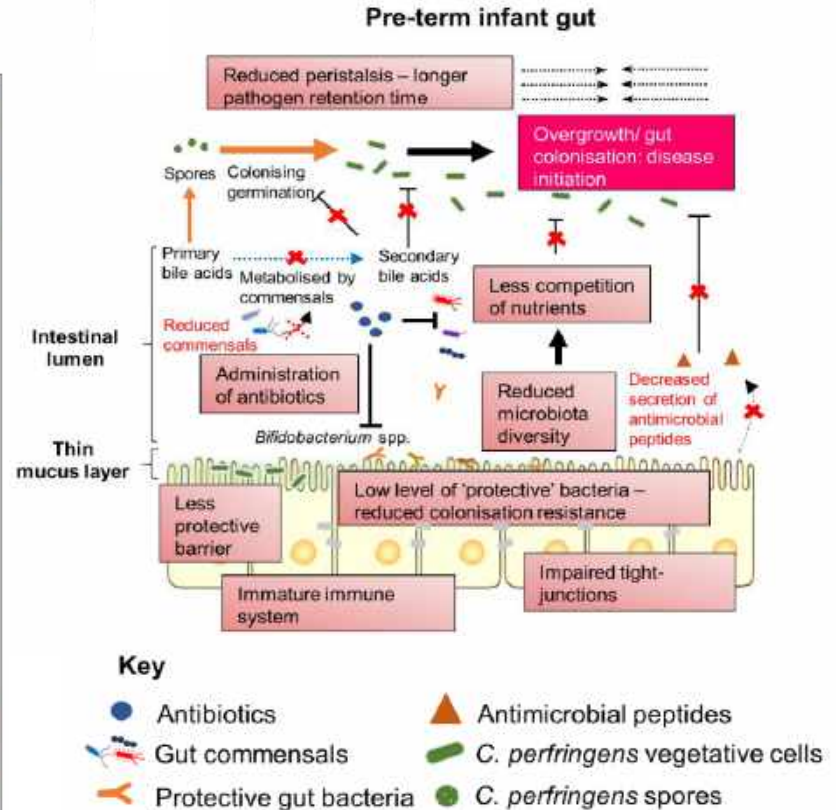 Pre-term infant gut
Reduced peristalsis – longer
pathogen retention time
Overgrowth/ gut
colonisation: disease
initiation
Spores
Colonising
germination
Primary
bile acids
Metabolised by
commensals
Secondary
bile acids
Less competition
of nutrients
Reduced
commensals
Intestinal
lumen
Administration
of antibiotics
Reduced
microbiota
diversity
Decreased
secretion of
antimicrobial
peptides
Bifidobacterium spp.
Thin
mucus layer
Low level of 'protective' bacteria –
reduced colonisation resistance
Less
protective
barrier
Impaired tight-
junctions
Immature immune
system
Key
Antibiotics
Antimicrobial peptides
Gut commensals
C. perfringens vegetative cells
Protective gut bacteria
C. perfringens spores